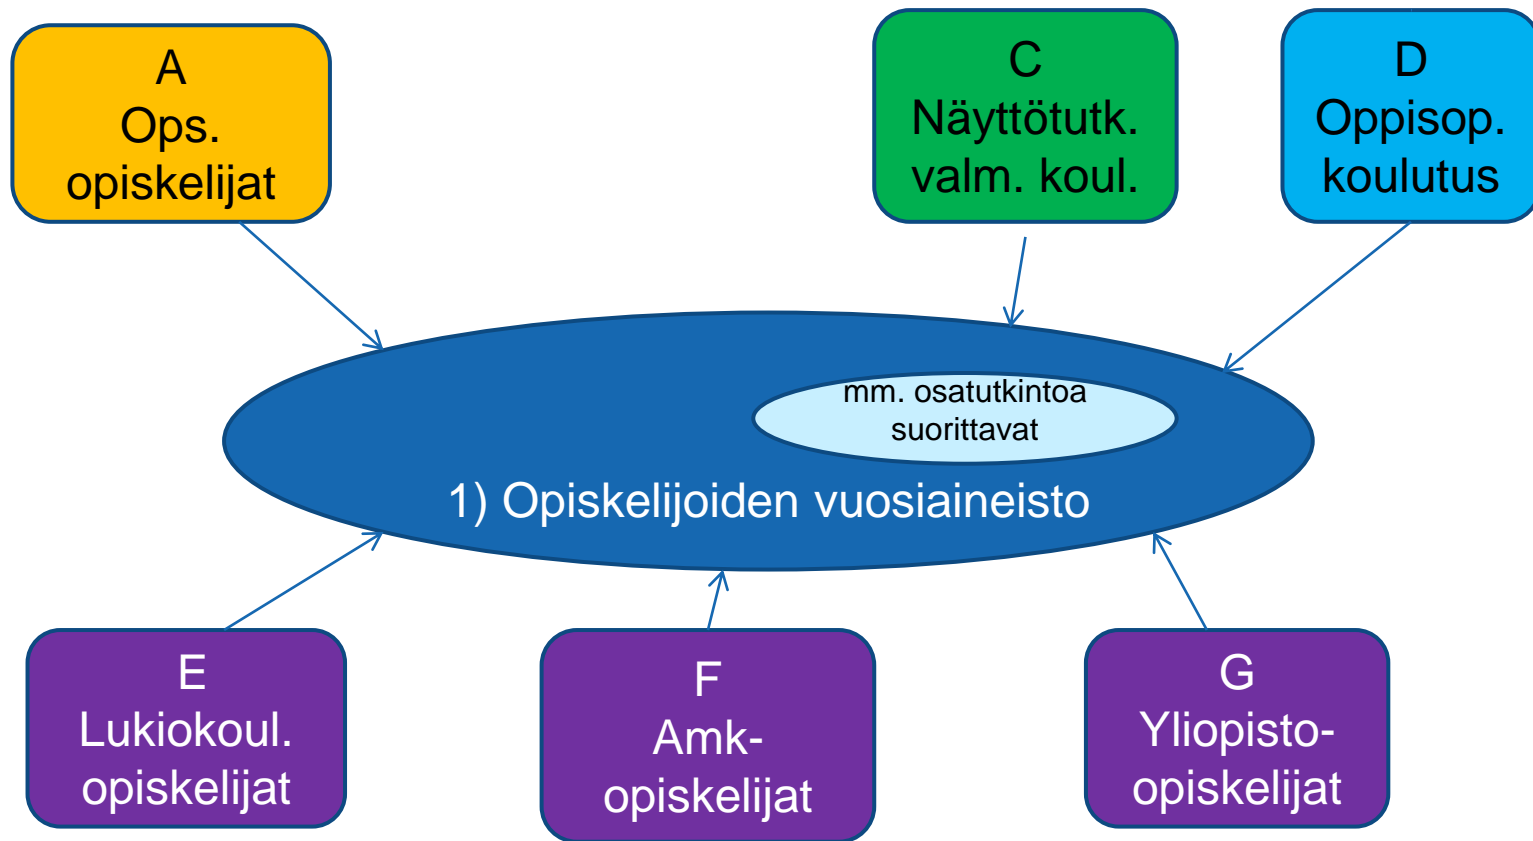 A
Ops.
opiskelijat
C
Näyttötutk.
valm. koul.
D
Oppisop.
koulutus
mm. osatutkintoa
suorittavat
1) Opiskelijoiden vuosiaineisto
E
Lukiokoul.
opiskelijat
F
Amk-
opiskelijat
G
Yliopisto-
opiskelijat